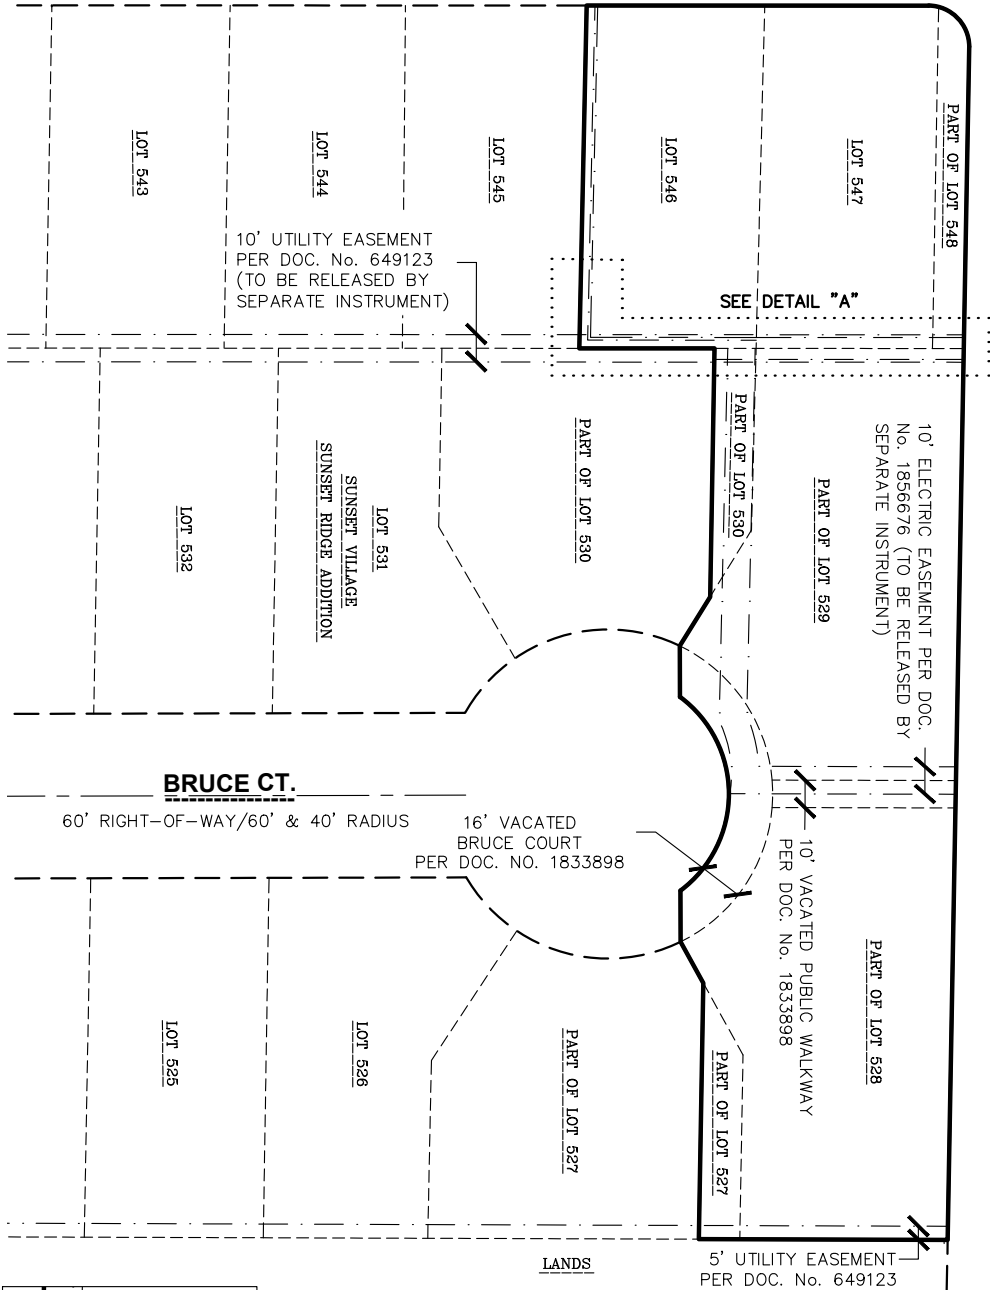 PART OF LOT 548
LOT 543
LOT 544
LOT 545
LOT 546
LOT 547
10' UTILITY EASEMENT
PER DOC. No. 649123
(TO BE RELEASED BY
SEPARATE INSTRUMENT)
SEE DETAIL "A"
PART OF LOT 530
PART OF LOT 530
10' ELECTRIC EASEMENT PER DOC.
No. 1856676 (TO BE RELEASED BY
SEPARATE INSTRUMENT)
LOT 532
LOT 531
SUNSET VILLAGE
SUNSET RIDGE ADDITION
PART OF LOT 529
BRUCE CT.
60' RIGHT-OF-WAY/60' & 40' RADIUS
16' VACATED
BRUCE COURT
PER DOC. NO. 1833898
10' VACATED PUBLIC WALKWAY
PER DOC. No. 1833898
PART OF LOT 528
LOT 525
LOT 526
PART OF LOT 527
PART OF LOT 527
LANDS
5' UTILITY EASEMENT
PER DOC. No. 649123